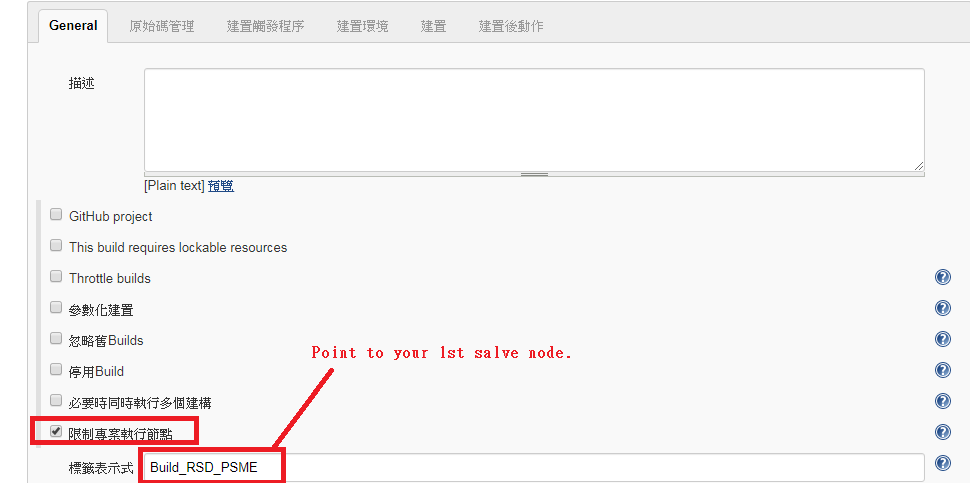 General 原始碼管理 建置觸發程序 建置環境 建置 建置後動作
描述
[Plain text] 預覽
GitHub project
This build requires lockable resources
Throttle builds
參數化建置
忽略舊Builds
Point to your 1st salve node.
停用Build
必要時同時執行多個建構
限制專案執行節點
標籤表示式 Build_RSD_PSME